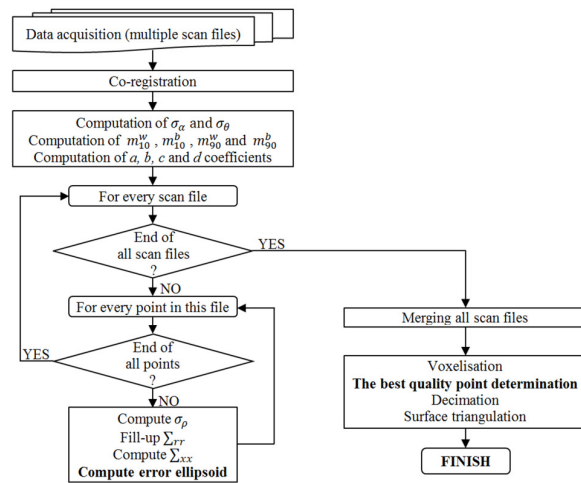 Data acquisition (multiple scan files)
Co-registration
Computation of σα and σθ
Computation of m₁₀ʷ , m₁₀ᵇ , m₉₀ʷ and m₉₀ᵇ
Computation of a, b, c and d coefficients
For every scan file
End of
all scan files
?
YES
NO
For every point in this file
End of
all points
?
YES
NO
Compute σρ
Fill-up ∑rr
Compute ∑xx
Compute error ellipsoid
Merging all scan files
Voxelisation
The best quality point determination
Decimation
Surface triangulation
FINISH